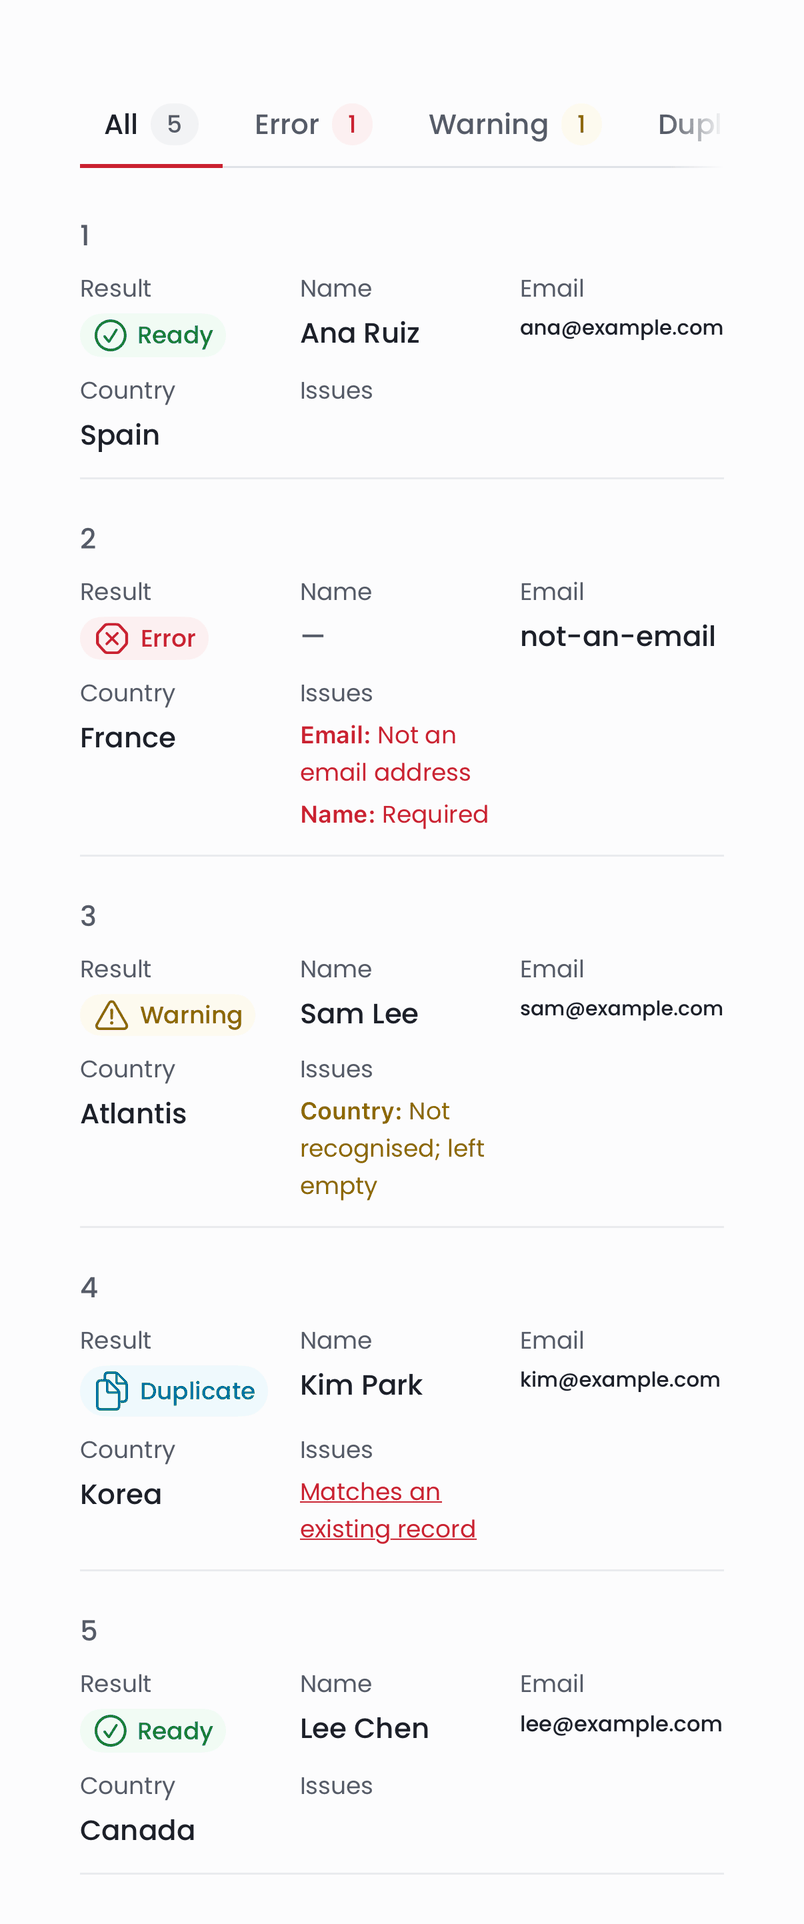 All 5 Error 1 Warning 1 Dupl
1
Result Name Email
Ready Ana Ruiz ana@example.com
Country Issues
Spain
2
Result Name Email
Error — not-an-email
Country Issues
France Email: Not an
email address
Name: Required
3
Result Name Email
Warning Sam Lee sam@example.com
Country Issues
Atlantis Country: Not
recognised; left
empty
4
Result Name Email
Duplicate Kim Park kim@example.com
Country Issues
Korea Matches an
existing record
5
Result Name Email
Ready Lee Chen lee@example.com
Country Issues
Canada